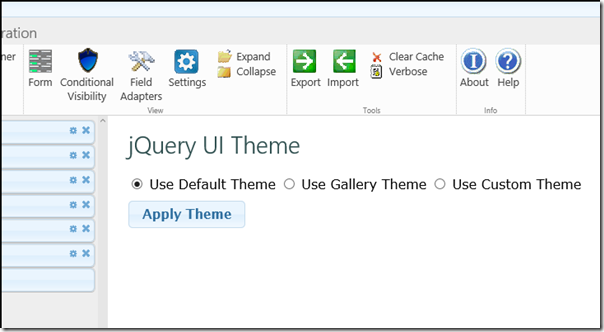 ration
ner
Form
Conditional
Visibility
Field
Adapters
Settings
Expand
Collapse
View
Export
Import
Clear Cache
Verbose
Tools
About
Help
Info
jQuery UI Theme
Use Default Theme Use Gallery Theme Use Custom Theme
Apply Theme